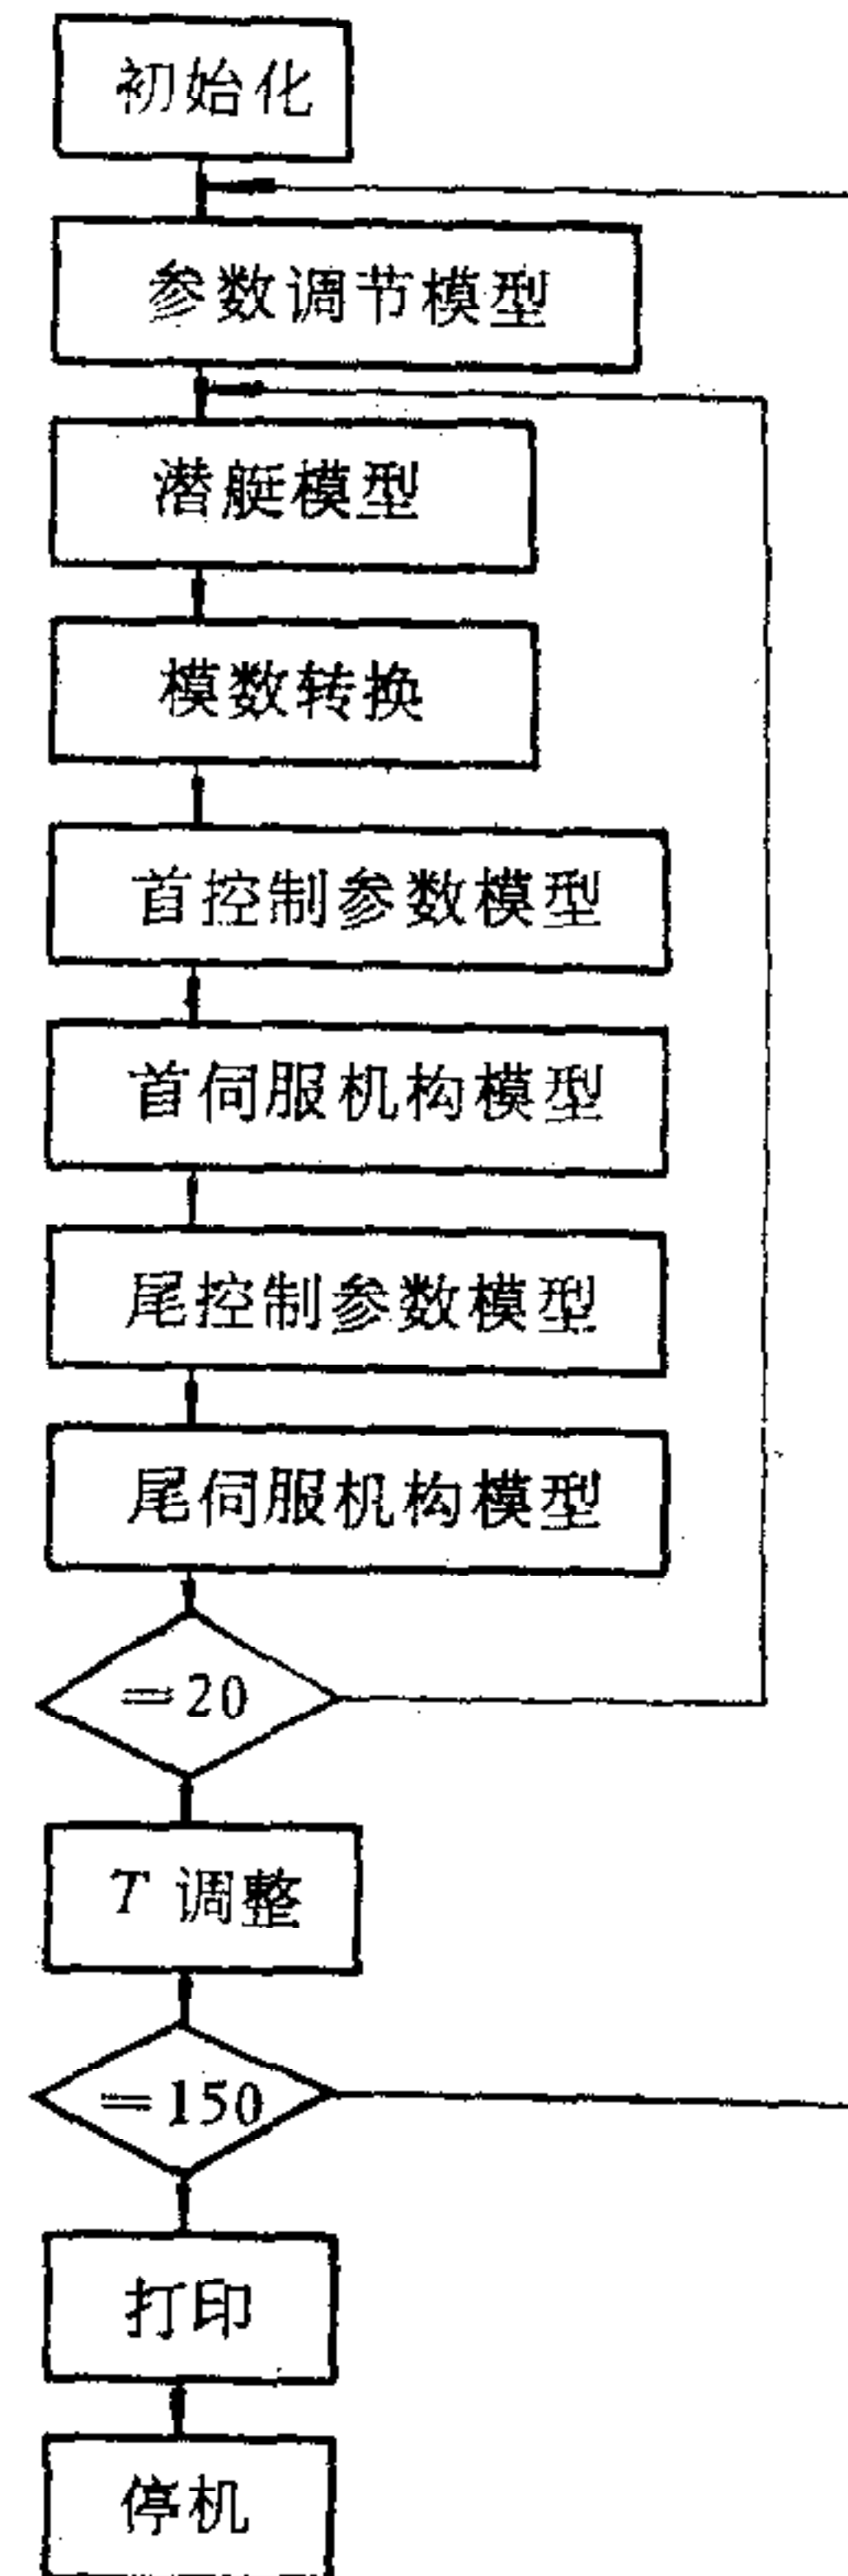 初始化
参数调节模型
潜艇模型
模数转换
首控制参数模型
首伺服机构模型
尾控制参数模型
尾伺服机构模型
=20
T 调整
=150
打印
停机